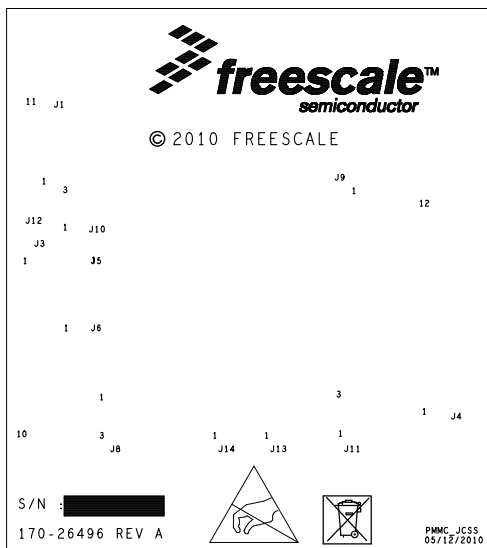 freescale™
semiconductor
© 2010 FREESCALE
11 J1
J9
1
3 1
12
J12 1 J10
J3
1 J5
1 J6
1 3
1 J4
10 3 1 1 1
J8 J14 J13 J11
S/N :
170-26496 REV A
PMMC_JCSS
05/12/2010